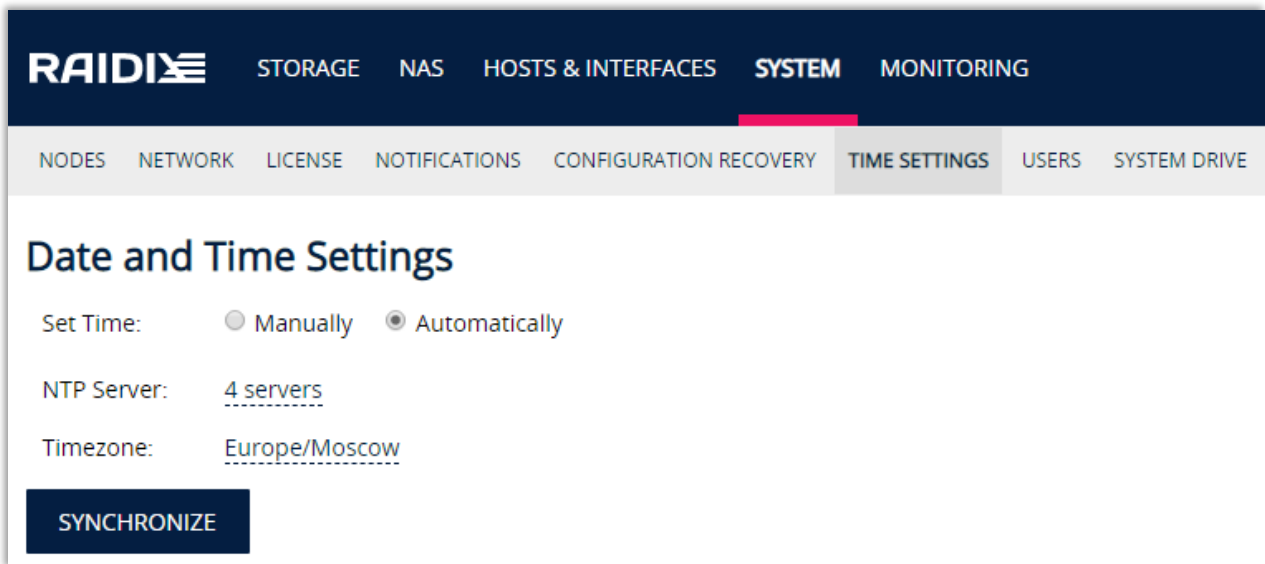 RAIDIX STORAGE NAS HOSTS & INTERFACES SYSTEM MONITORING
NODES NETWORK LICENSE NOTIFICATIONS CONFIGURATION RECOVERY TIME SETTINGS USERS SYSTEM DRIVE
Date and Time Settings
Set Time: Manually Automatically
NTP Server: 4 servers
Timezone: Europe/Moscow
SYNCHRONIZE